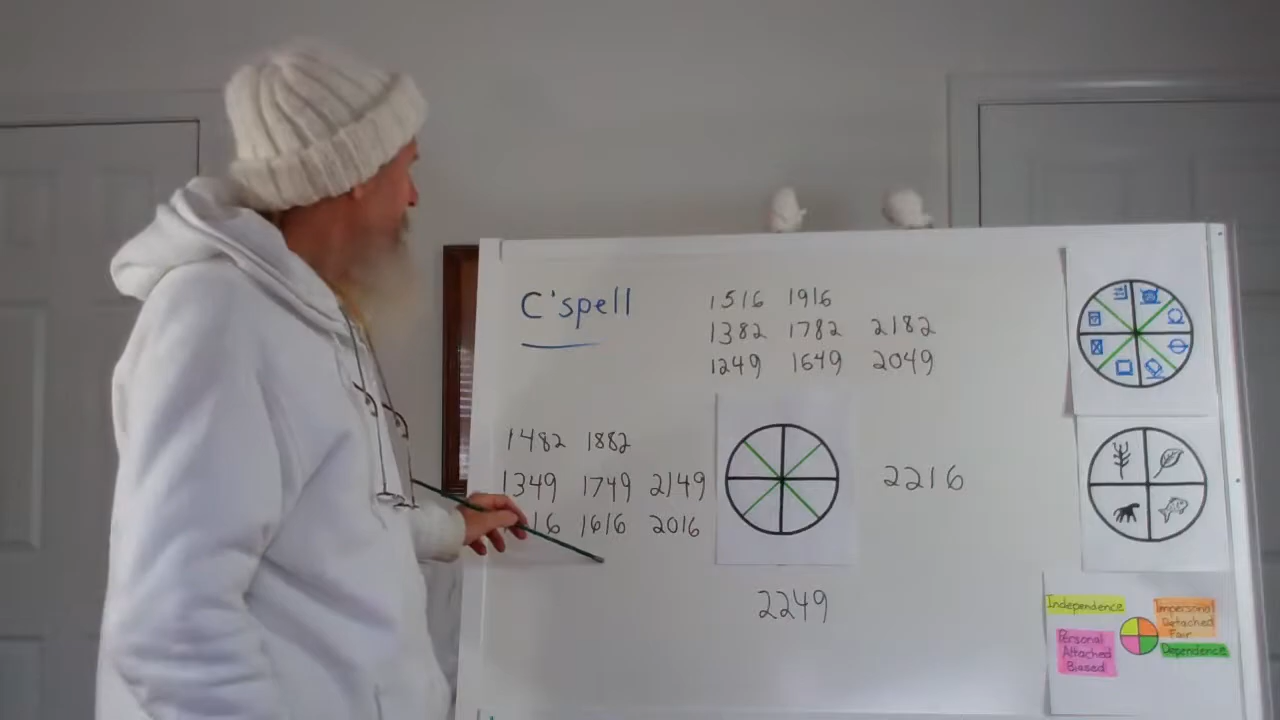 C'spell
1516 1916
1382 1782 2182
1249 1649 2049
1482 1882
1349 1749 2149
16 1616 2016
2216
2249
Independence
Impersonal
Detached
Fair
Personal
Attached
Biased
Dependence